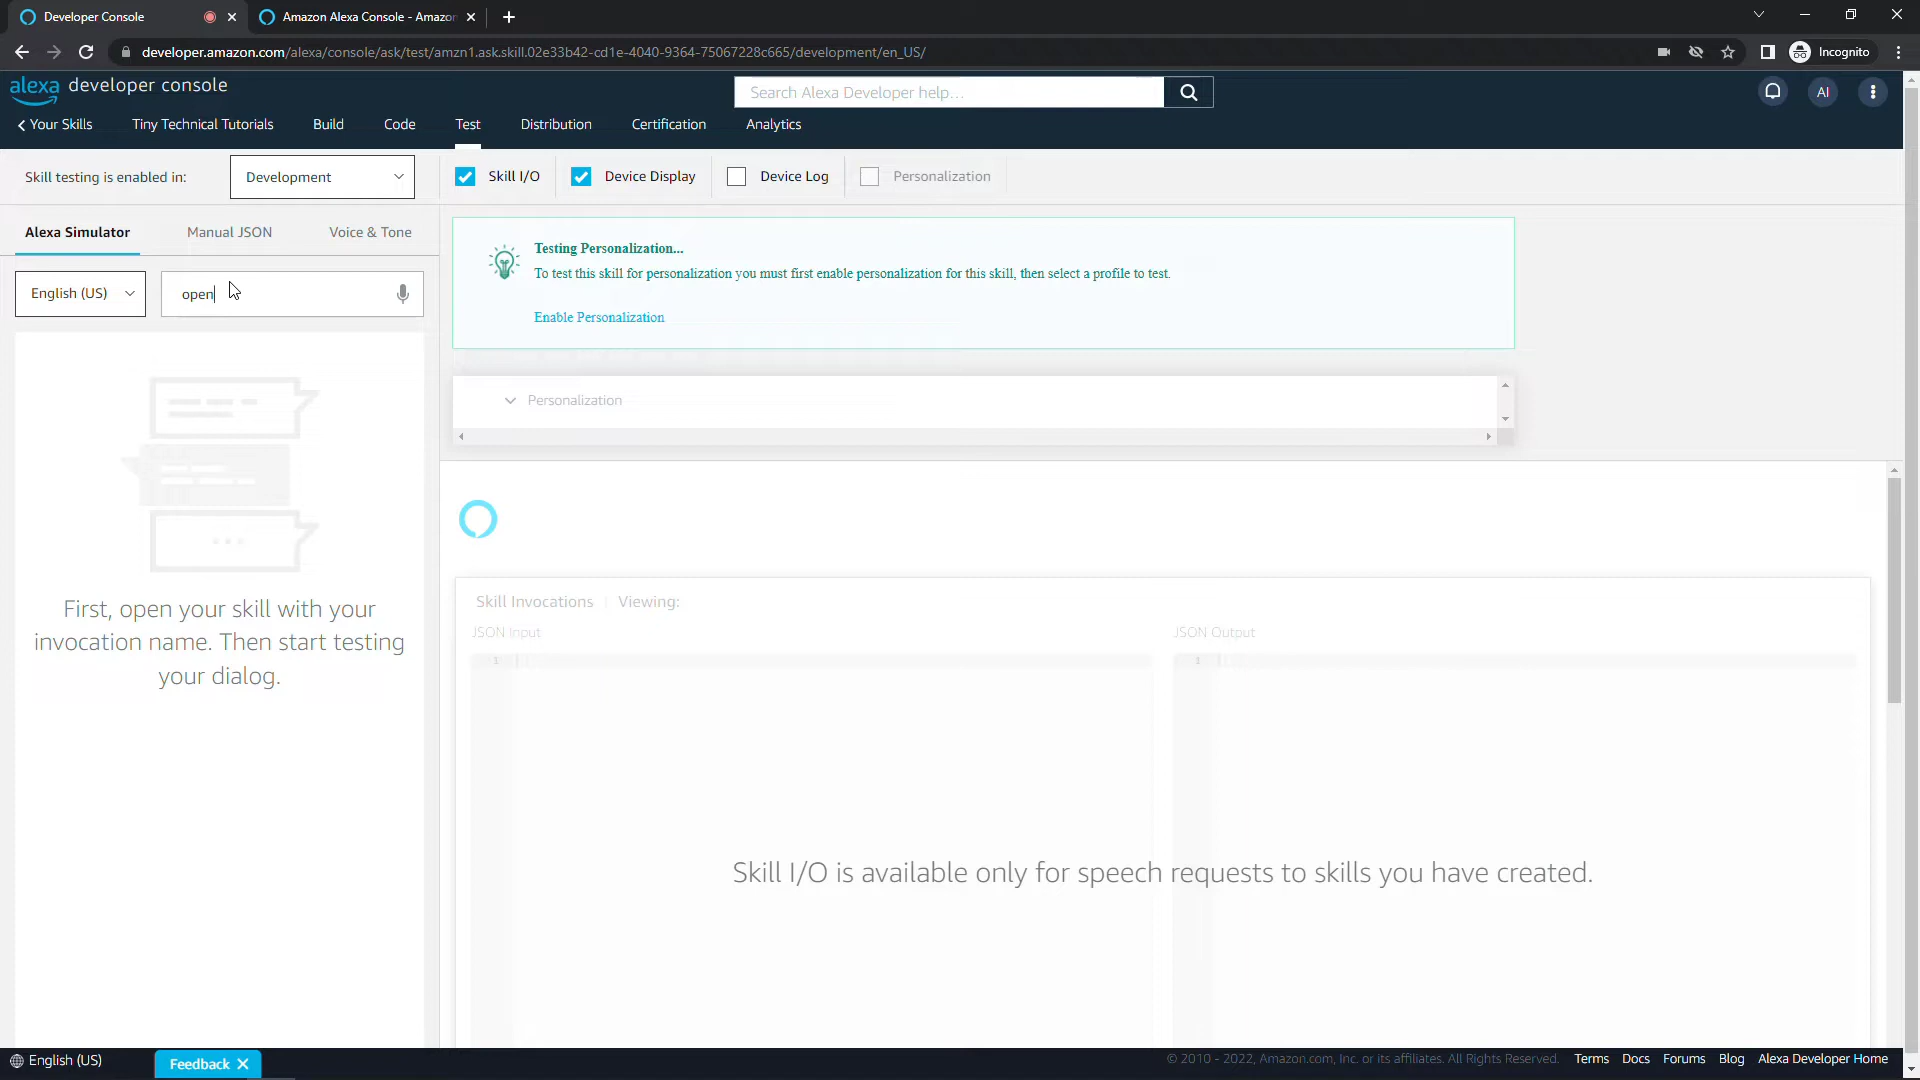 Developer Console
Amazon Alexa Console - Amazon
developer.amazon.com/alexa/console/ask/test/amzn1.ask.skill.02e33b42-cd1e-4040-9364-75067228c665/development/en_US/
Incognito
alexa developer console
Search Alexa Developer help...
AI
Your Skills
Tiny Technical Tutorials
Build
Code
Test
Distribution
Certification
Analytics
Skill testing is enabled in:
Development
Skill I/O
Device Display
Device Log
Personalization
Alexa Simulator
Manual JSON
Voice & Tone
English (US)
open
Testing Personalization...
To test this skill for personalization you must first enable personalization for this skill, then select a profile to test.
Enable Personalization
Personalization
First, open your skill with your
invocation name. Then start testing
your dialog.
Skill Invocations
Viewing:
JSON Input
JSON Output
1
1
Skill I/O is available only for speech requests to skills you have created.
English (US)
Feedback
© 2010 - 2022, Amazon.com, Inc. or its affiliates. All Rights Reserved.
Terms
Docs
Forums
Blog
Alexa Developer Home